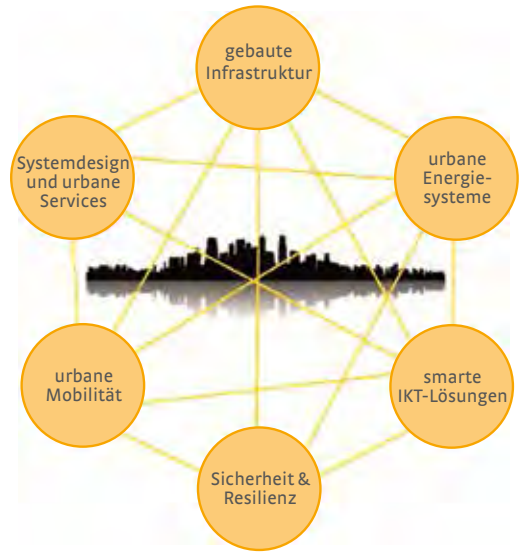 gebaute
Infrastruktur
Systemdesign
und urbane
Services
urbane
Energie-
systeme
urbane
Mobilität
smarte
IKT-Lösungen
Sicherheit &
Resilienz